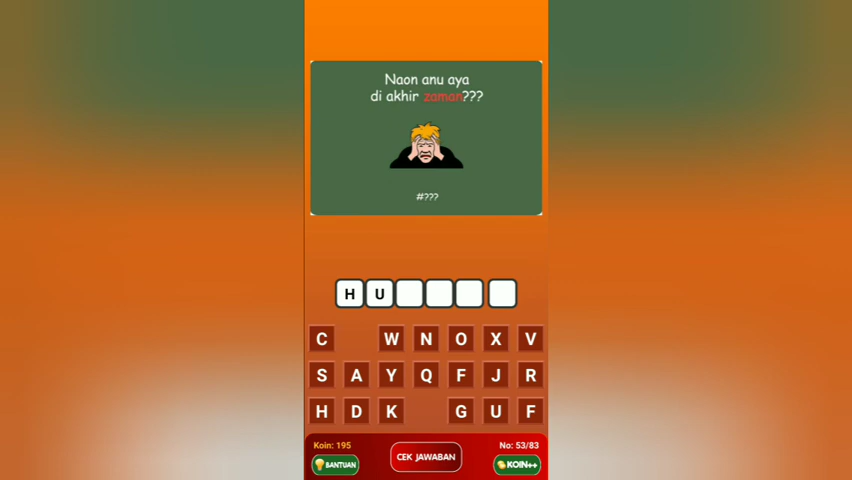 Naon anu aya
di akhir zaman???
#???
H U
C W N O X V
S A Y Q F J R
H D K G U F
Koin: 195
No: 53/83
BANTUAN
CEK JAWABAN
KOIN++